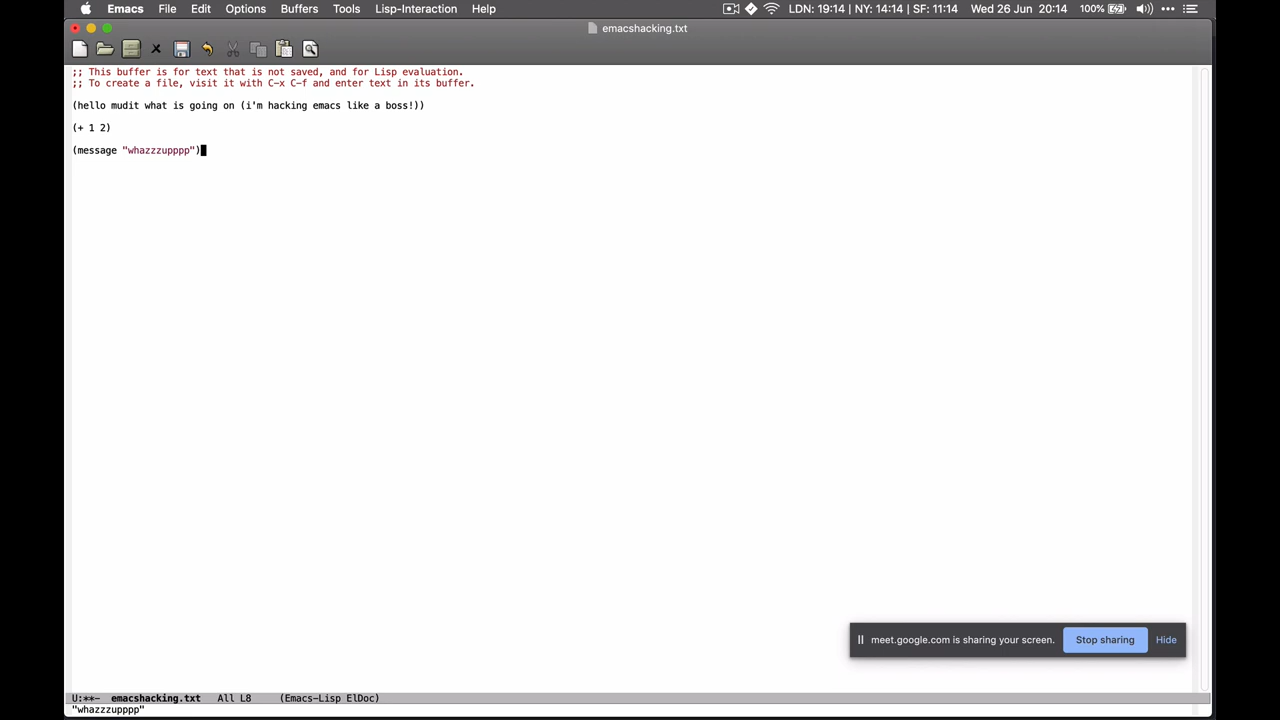 Emacs File Edit Options Buffers Tools Lisp-Interaction Help LDN: 19:14 | NY: 14:14 | SF: 11:14 Wed 26 Jun 20:14 100%
emacshacking.txt
;; This buffer is for text that is not saved, and for Lisp evaluation.
;; To create a file, visit it with C-x C-f and enter text in its buffer.
(hello mudit what is going on (i'm hacking emacs like a boss!))
(+ 1 2)
(message "whazzzupppp")
meet.google.com is sharing your screen. Stop sharing Hide
U:**- emacshacking.txt All L8 (Emacs-Lisp ElDoc)
"whazzzupppp"